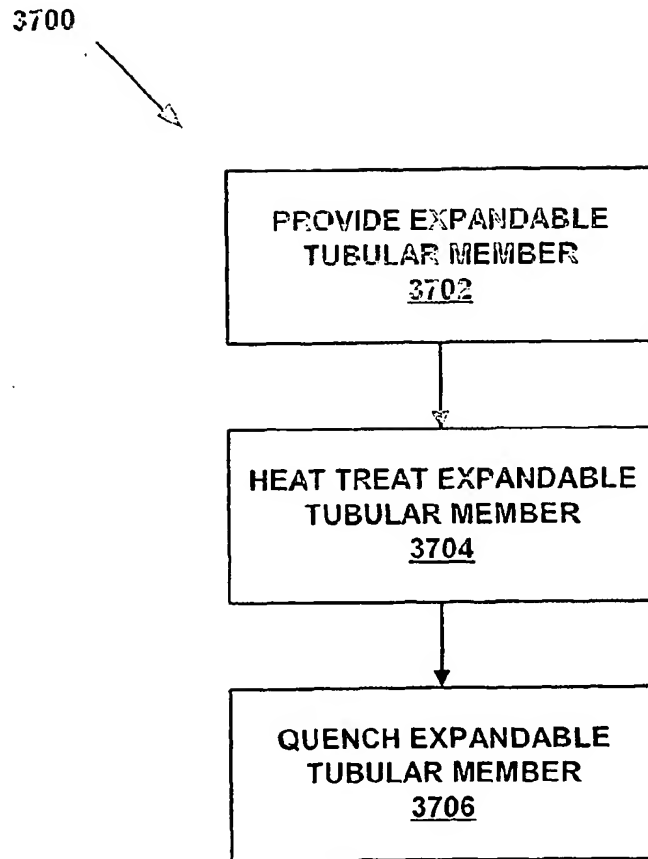 3700
PROVIDE EXPANDABLE
TUBULAR MEMBER
3702
HEAT TREAT EXPANDABLE
TUBULAR MEMBER
3704
QUENCH EXPANDABLE
TUBULAR MEMBER
3706